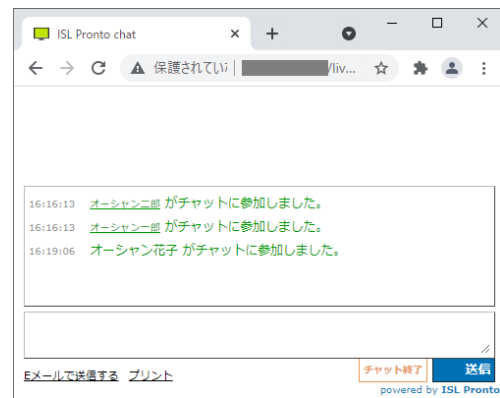 ISL Pronto chat
保護されてい /liv...
16:16:13 オーシャン二郎 がチャットに参加しました。
16:16:13 オーシャン一郎 がチャットに参加しました。
16:19:06 オーシャン花子 がチャットに参加しました。
Eメールで送信する プリント チャット終了 送信
powered by ISL Pronto